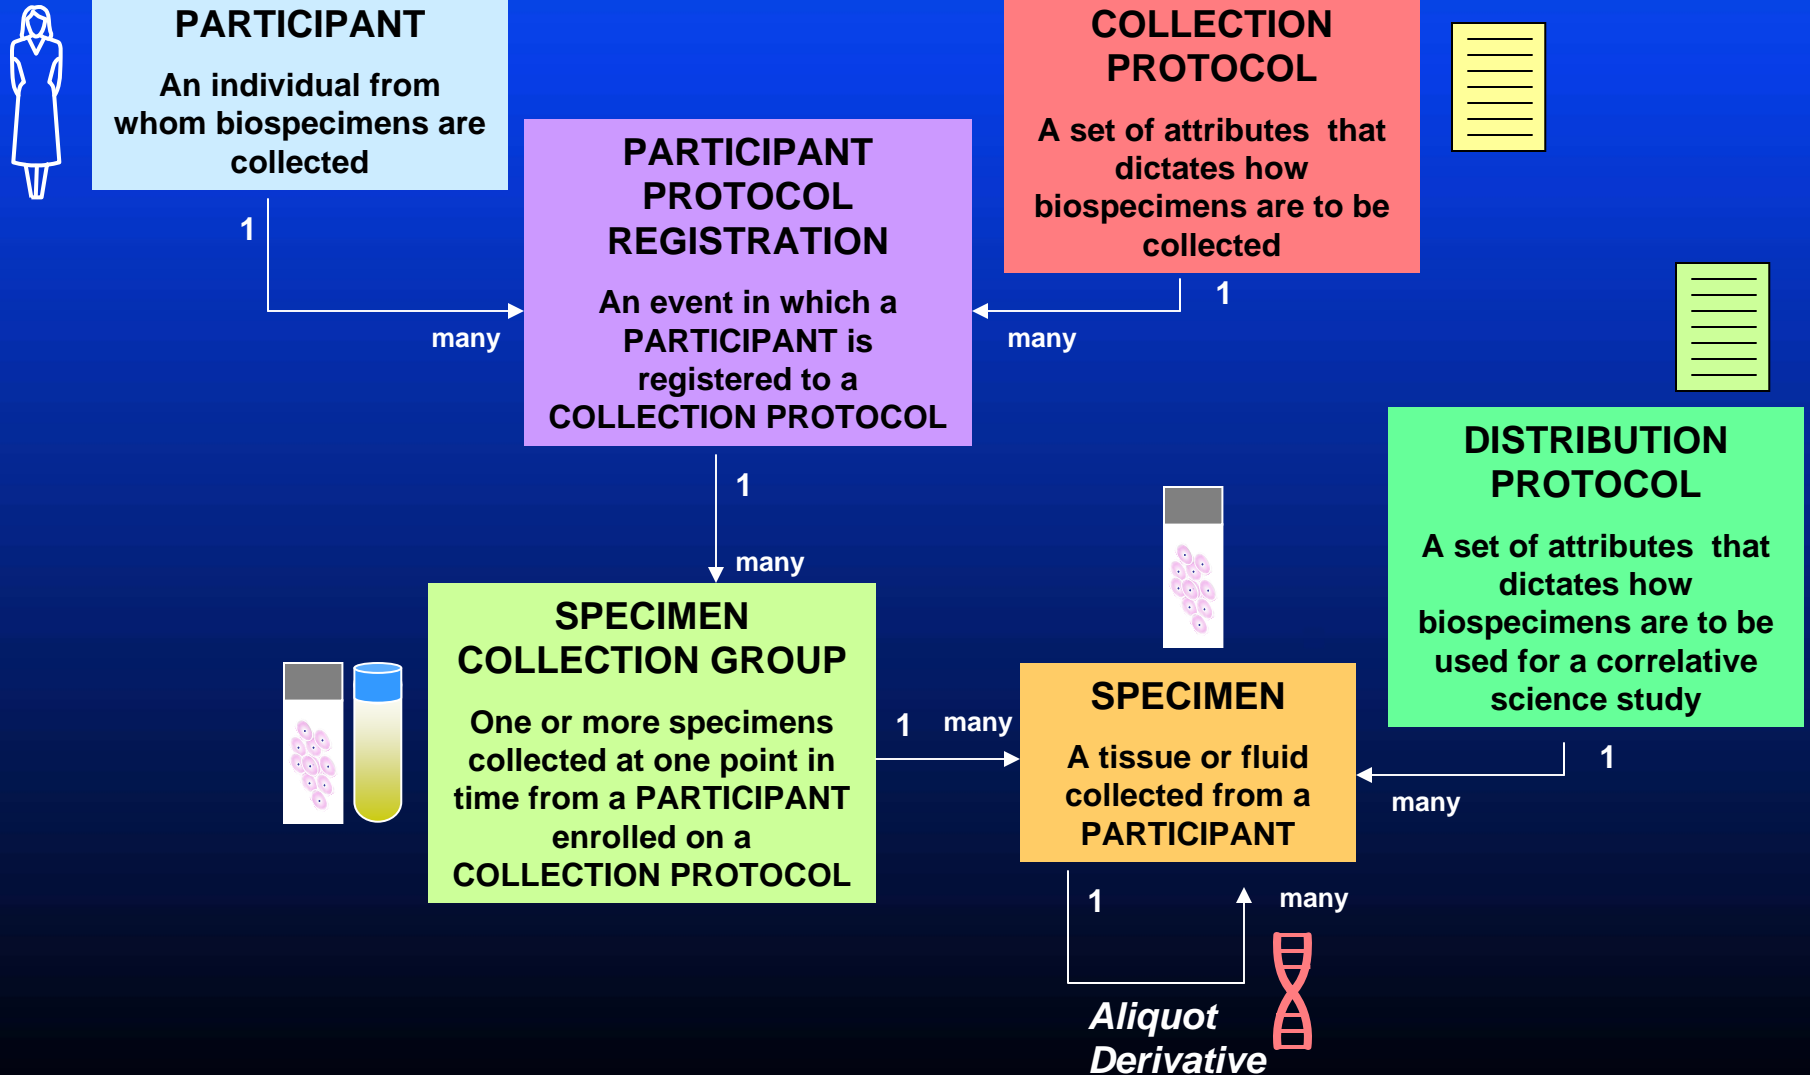 PARTICIPANT
An individual from
whom biospecimens are
collected
1
many
COLLECTION
PROTOCOL
A set of attributes that
dictates how
biospecimens are to be
collected
1
many
PARTICIPANT
PROTOCOL
REGISTRATION
An event in which a
PARTICIPANT is
registered to a
COLLECTION PROTOCOL
1
many
DISTRIBUTION
PROTOCOL
A set of attributes that
dictates how
biospecimens are to be
used for a correlative
science study
1
many
SPECIMEN
COLLECTION GROUP
One or more specimens
collected at one point in
time from a PARTICIPANT
enrolled on a
COLLECTION PROTOCOL
1 many
SPECIMEN
A tissue or fluid
collected from a
PARTICIPANT
1 many
Aliquot
Derivative